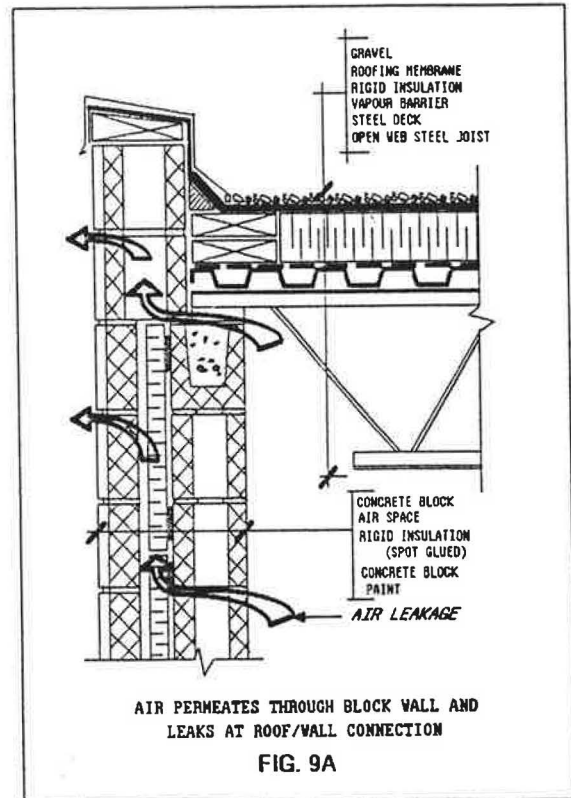 GRAVEL
ROOFING MEMBRANE
RIGID INSULATION
VAPOUR BARRIER
STEEL DECK
OPEN WEB STEEL JOIST
CONCRETE BLOCK
AIR SPACE
RIGID INSULATION
(SPOT GLUED)
CONCRETE BLOCK
PAINT
AIR LEAKAGE
AIR PERMEATES THROUGH BLOCK WALL AND
LEAKS AT ROOF/WALL CONNECTION
FIG. 9A